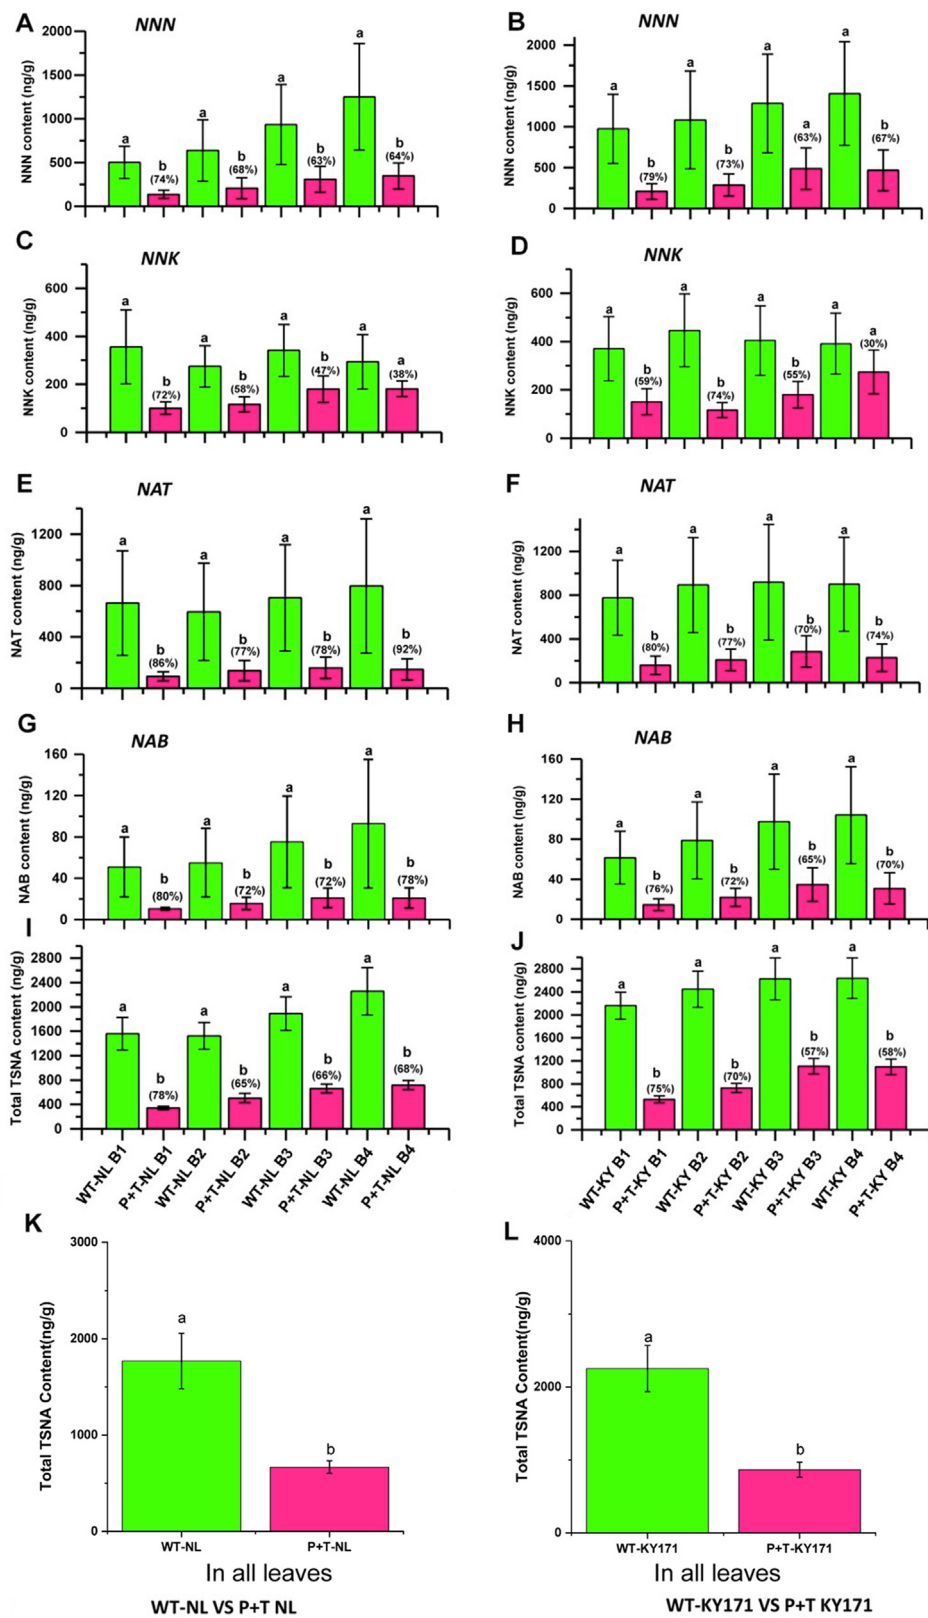 A
NNN
NNN content (ng/g)
2000
1500
1000
500
0
a
b
(74%)
a
b
(68%)
a
b
(63%)
a
b
(64%)
B
NNN
NNN content (ng/g)
2000
1500
1000
500
0
a
b
(79%)
a
b
(73%)
a
a
(63%)
a
b
(67%)
C
NNK
NNK content (ng/g)
600
400
200
0
a
b
(72%)
a
b
(58%)
a
b
(47%)
a
a
(38%)
D
NNK
NNK content (ng/g)
600
400
200
0
a
b
(59%)
a
b
(74%)
a
b
(55%)
a
a
(30%)
E
NAT
NAT content (ng/g)
1200
800
400
0
a
b
(86%)
a
b
(77%)
a
b
(78%)
a
b
(92%)
F
NAT
NAT content (ng/g)
1200
800
400
0
a
b
(80%)
a
b
(77%)
a
b
(70%)
a
b
(74%)
G
NAB
NAB content (ng/g)
160
120
80
40
0
a
b
(80%)
a
b
(72%)
a
b
(72%)
a
b
(78%)
H
NAB
NAB content (ng/g)
160
120
80
40
0
a
b
(76%)
a
b
(72%)
a
b
(65%)
a
b
(70%)
I
Total TSNA content (ng/g)
2800
2400
2000
1600
1200
800
400
0
a
b
(78%)
a
b
(65%)
a
b
(66%)
a
b
(68%)
WT-NL B1
P+T-NL B1
WT-NL B2
P+T-NL B2
WT-NL B3
P+T-NL B3
WT-NL B4
P+T-NL B4
J
Total TSNA content (ng/g)
2800
2400
2000
1600
1200
800
400
0
a
b
(75%)
a
b
(70%)
a
b
(57%)
a
b
(58%)
WT-KY B1
P+T-KY B1
WT-KY B2
P+T-KY B2
WT-KY B3
P+T-KY B3
WT-KY B4
P+T-KY B4
K
Total TSNA Content(ng/g)
3000
2000
1000
0
a
b
WT-NL
P+T-NL
In all leaves
WT-NL VS P+T NL
L
Total TSNA Content(ng/g)
4000
2000
0
a
b
WT-KY171
P+T-KY171
In all leaves
WT-KY171 VS P+T KY171